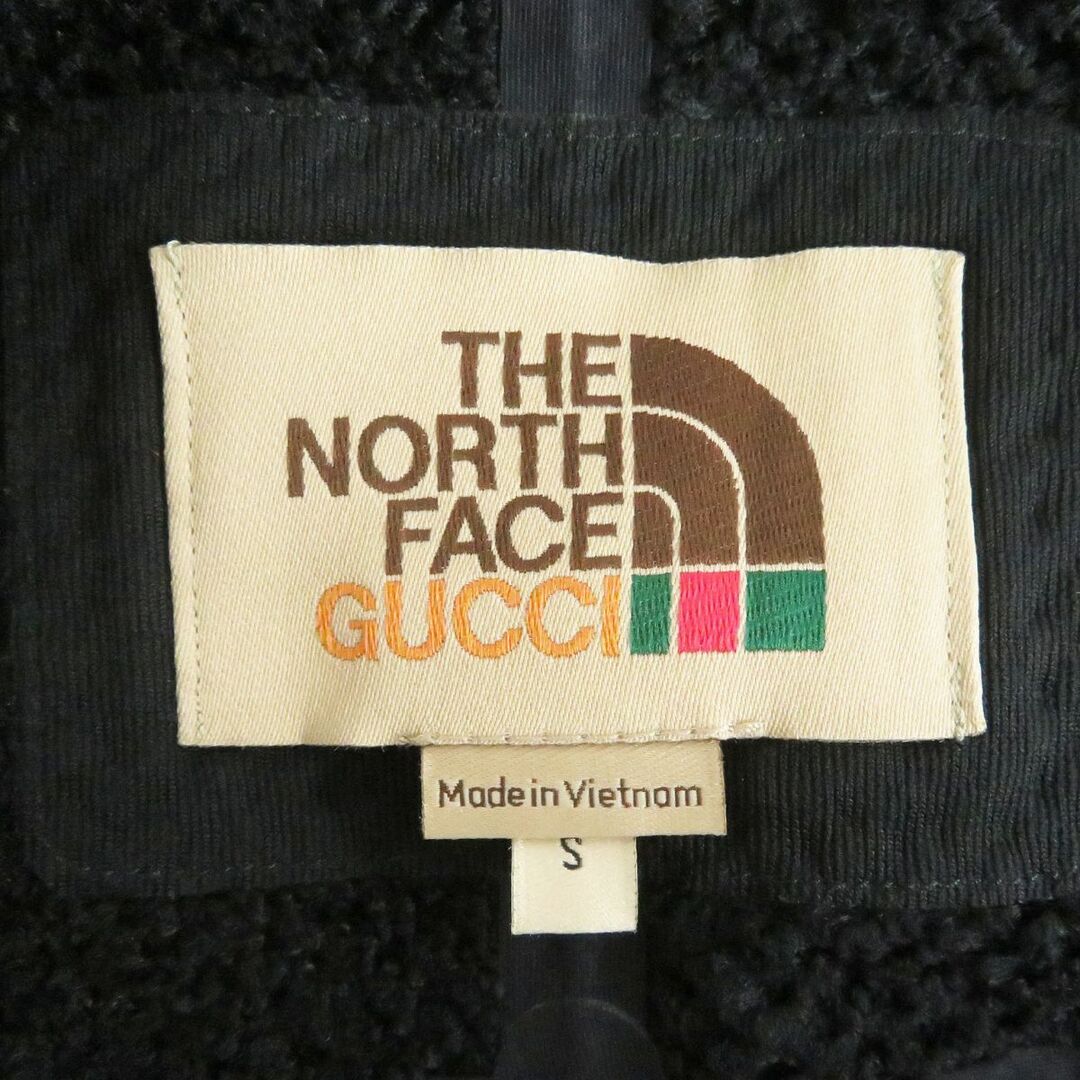 THE
NORTH
FACE
GUCCI
Made in Vietnam
S